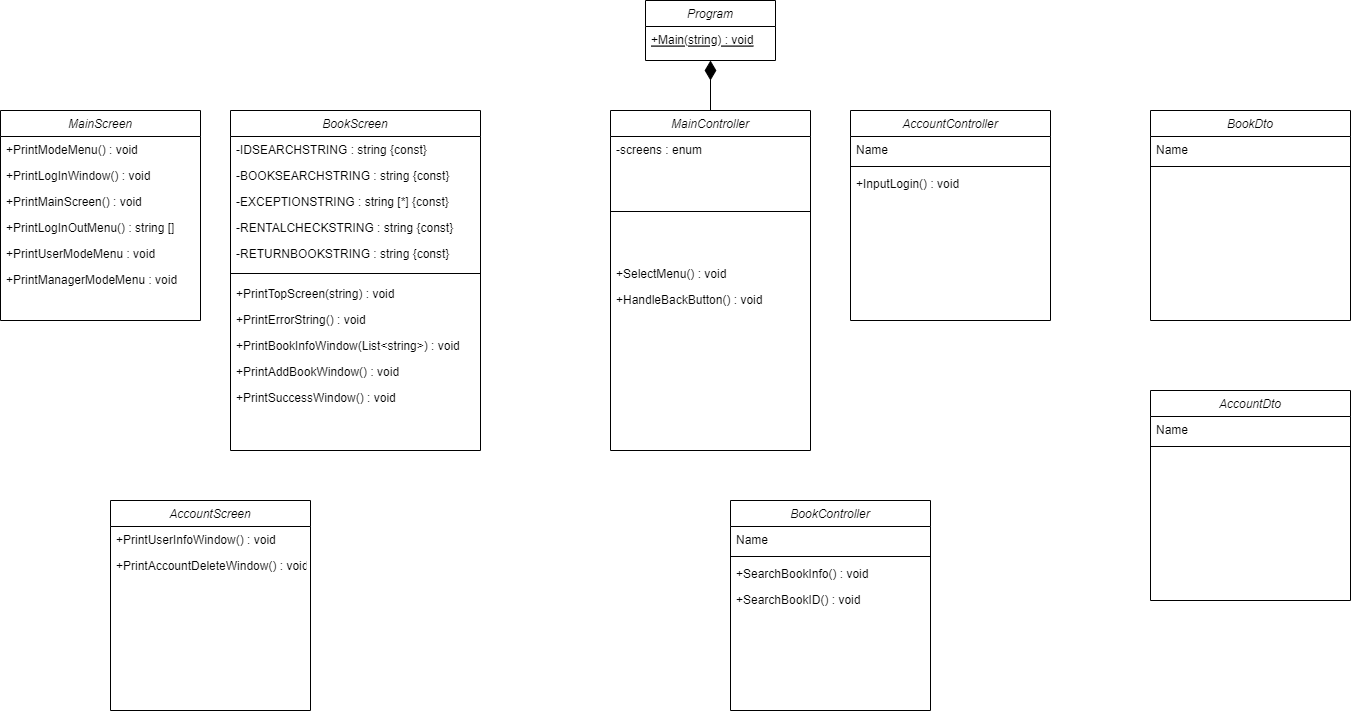 Program
+Main(string) : void
MainScreen
+PrintModeMenu() : void
+PrintLogInWindow() : void
+PrintMainScreen() : void
+PrintLogInOutMenu() : string []
+PrintUserModeMenu : void
+PrintManagerModeMenu : void
BookScreen
-IDSEARCHSTRING : string {const}
-BOOKSEARCHSTRING : string {const}
-EXCEPTIONSTRING : string [*] {const}
-RENTALCHECKSTRING : string {const}
-RETURNBOOKSTRING : string {const}
+PrintTopScreen(string) : void
+PrintErrorString() : void
+PrintBookInfoWindow(List<string>) : void
+PrintAddBookWindow() : void
+PrintSuccessWindow() : void
MainController
-screens : enum
+SelectMenu() : void
+HandleBackButton() : void
AccountController
Name
+InputLogin() : void
BookDto
Name
AccountDto
Name
AccountScreen
+PrintUserInfoWindow() : void
+PrintAccountDeleteWindow() : void
BookController
Name
+SearchBookInfo() : void
+SearchBookID() : void